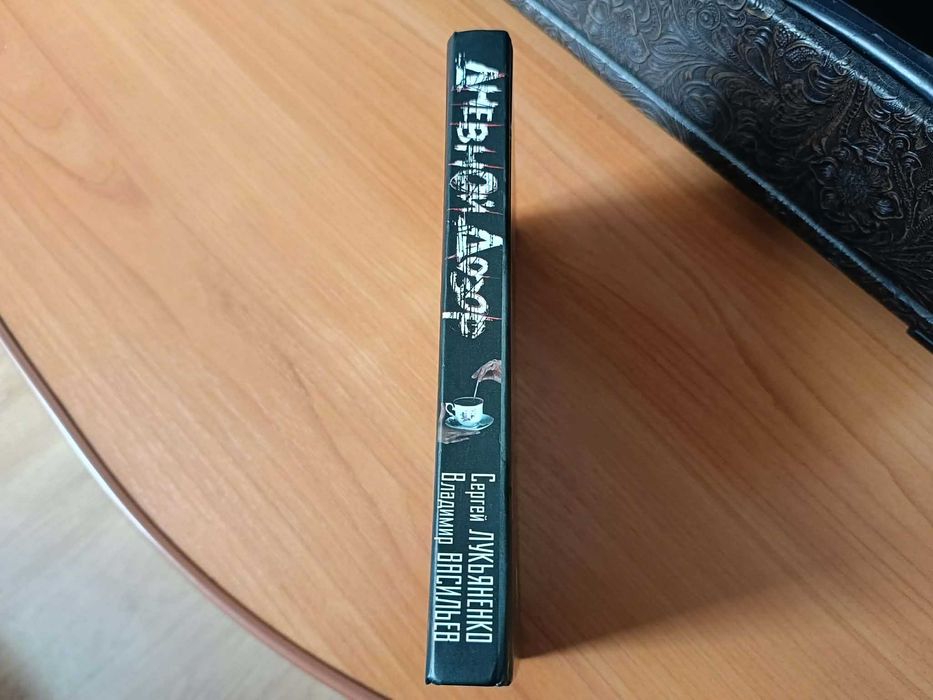 Дневной Дозор
Сергей ЛУКЬЯНЕНКО
Владимир ВАСИЛЬЕВ